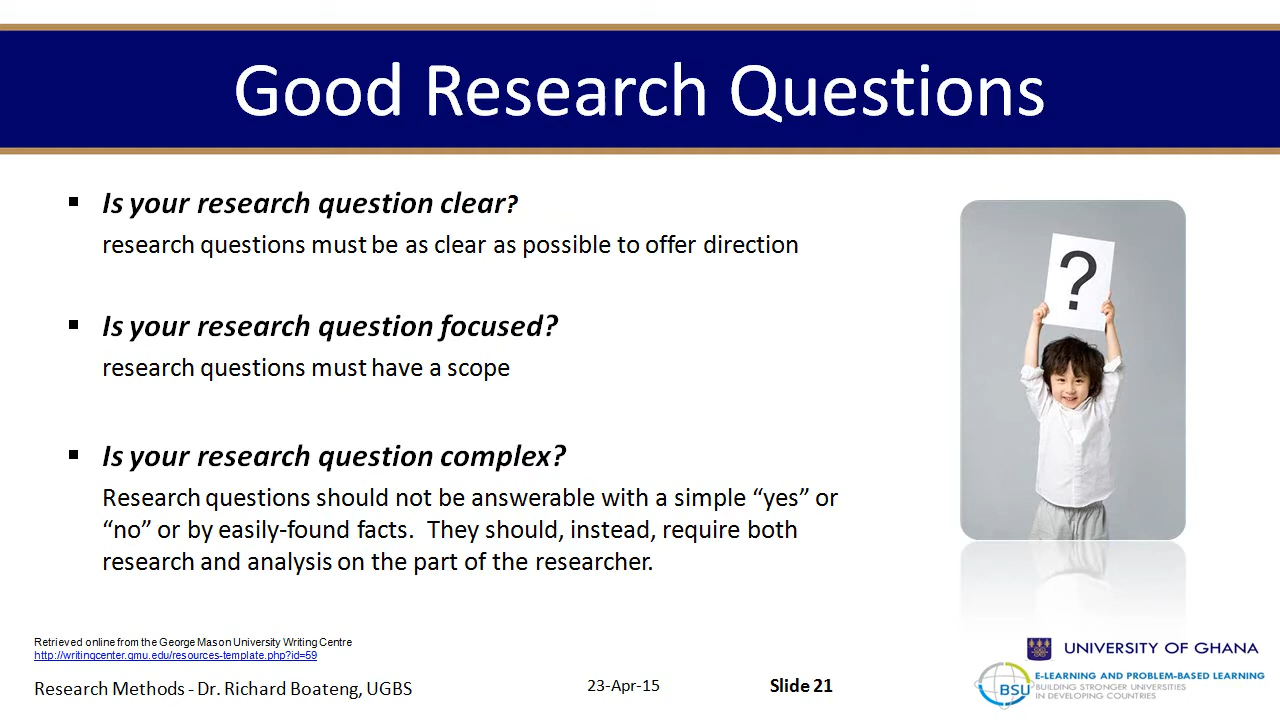 Good Research Questions
▪ Is your research question clear?
research questions must be as clear as possible to offer direction
▪ Is your research question focused?
research questions must have a scope
▪ Is your research question complex?
Research questions should not be answerable with a simple “yes” or
“no” or by easily-found facts.  They should, instead, require both
research and analysis on the part of the researcher.
?
Retrieved online from the George Mason University Writing Centre
http://writingcenter.gmu.edu/resources-template.php?id=59
Research Methods - Dr. Richard Boateng, UGBS
23-Apr-15
Slide 21
UNIVERSITY OF GHANA
BSU
E-LEARNING AND PROBLEM-BASED LEARNING
BUILDING STRONGER UNIVERSITIES
IN DEVELOPING COUNTRIES